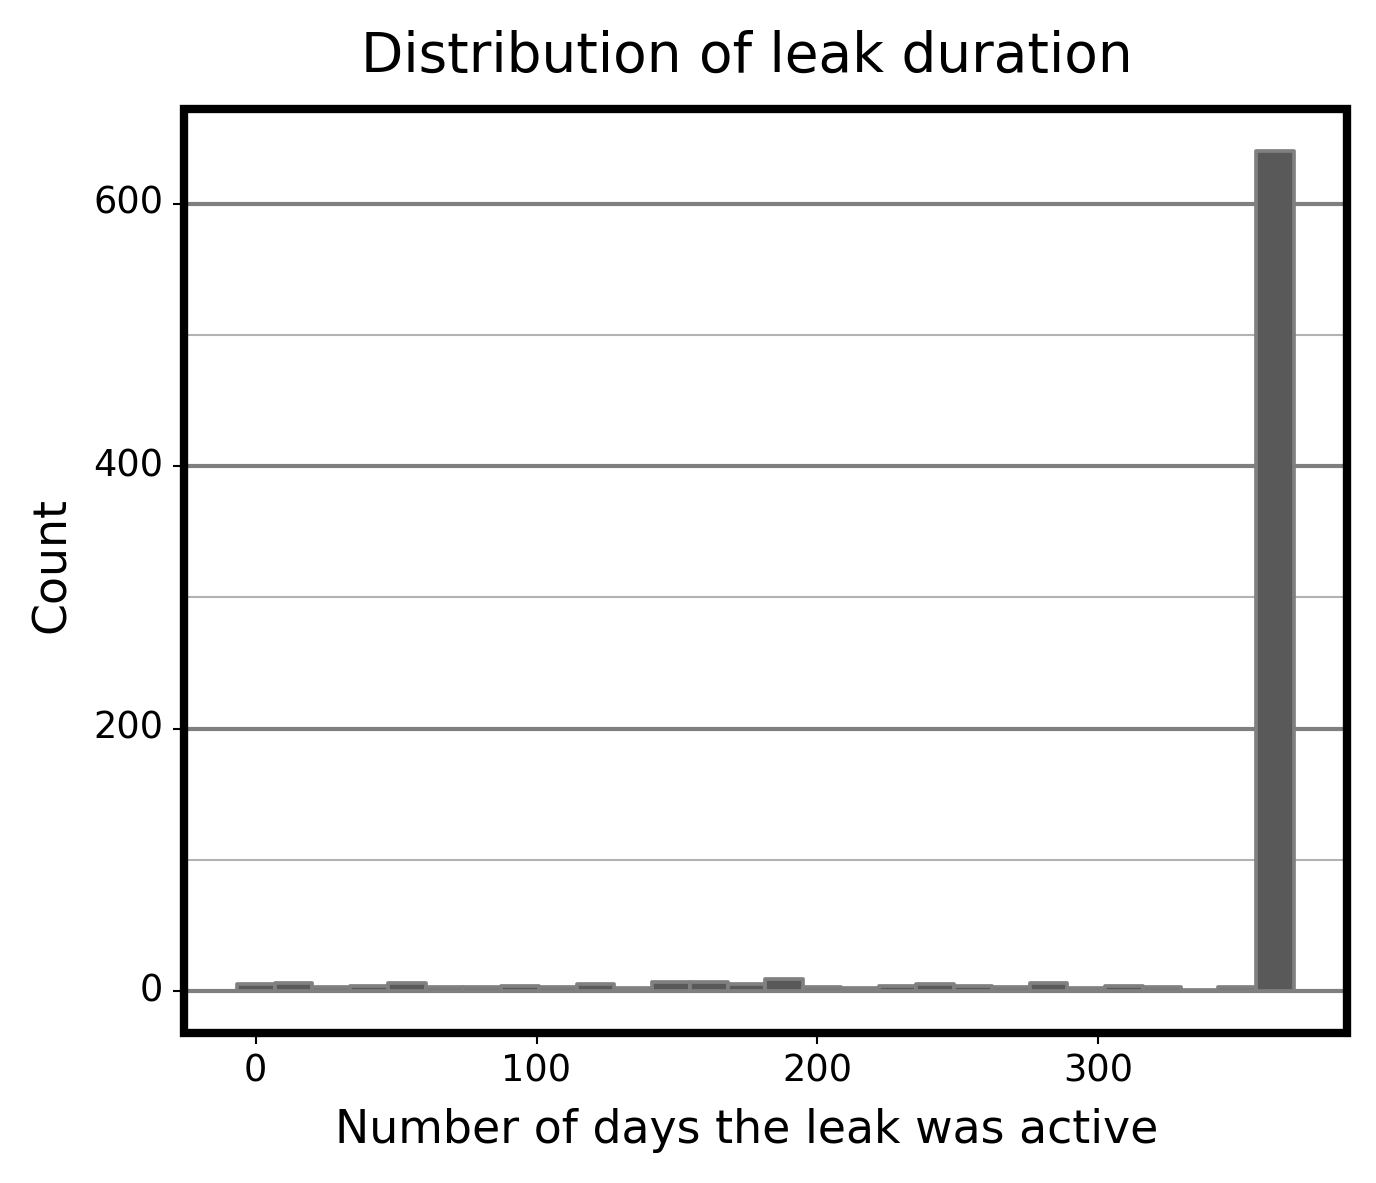 Distribution of leak duration
600
400
200
0
Count
0 100 200 300
Number of days the leak was active